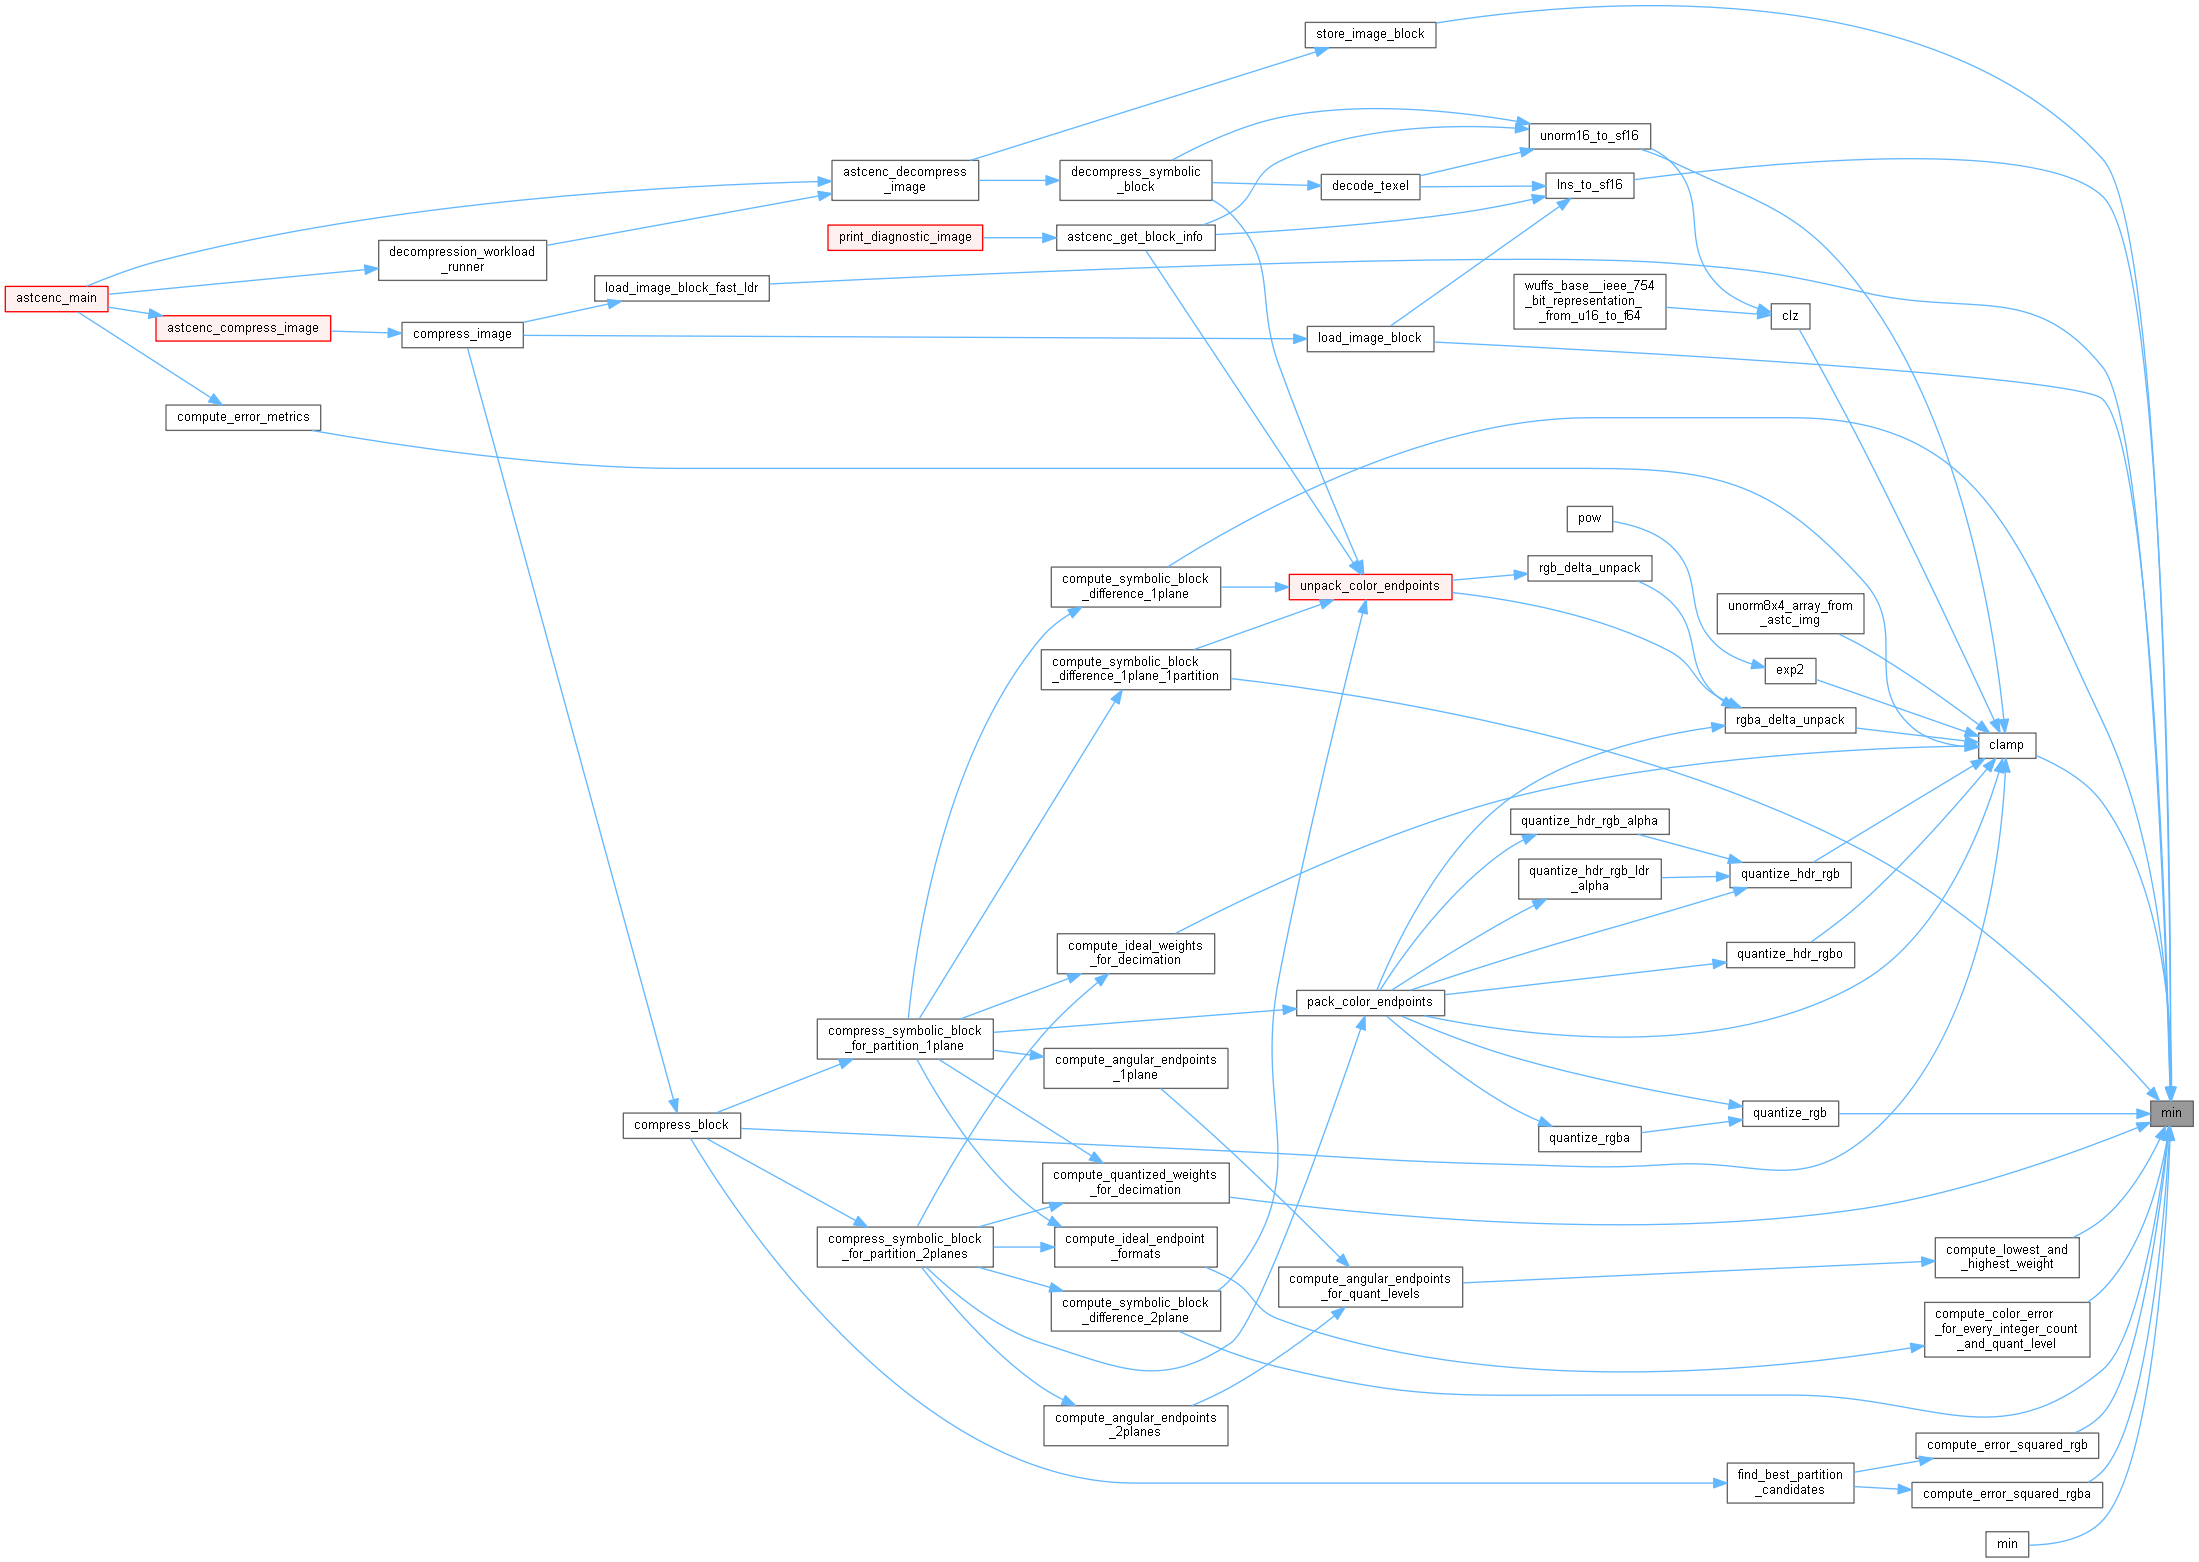 store_image_block
unorm16_to_sf16
astcenc_decompress
_image
decompress_symbolic
_block
decode_texel
lns_to_sf16
print_diagnostic_image
astcenc_get_block_info
decompression_workload
_runner
load_image_block_fast_ldr
wuffs_base__ieee_754
_bit_representation_
_from_u16_to_f64
clz
astcenc_main
astcenc_compress_image
compress_image
load_image_block
compute_error_metrics
pow
compute_symbolic_block
_difference_1plane
unpack_color_endpoints
rgb_delta_unpack
unorm8x4_array_from
_astc_img
compute_symbolic_block
_difference_1plane_1partition
exp2
rgba_delta_unpack
clamp
quantize_hdr_rgb_alpha
quantize_hdr_rgb_ldr
_alpha
quantize_hdr_rgb
compute_ideal_weights
_for_decimation
quantize_hdr_rgbo
pack_color_endpoints
compress_symbolic_block
_for_partition_1plane
compute_angular_endpoints
_1plane
quantize_rgb
min
compress_block
quantize_rgba
compute_quantized_weights
_for_decimation
compress_symbolic_block
_for_partition_2planes
compute_ideal_endpoint
_formats
compute_lowest_and
_highest_weight
compute_angular_endpoints
_for_quant_levels
compute_symbolic_block
_difference_2plane
compute_color_error
_for_every_integer_count
_and_quant_level
compute_angular_endpoints
_2planes
compute_error_squared_rgb
find_best_partition
_candidates
compute_error_squared_rgba
min